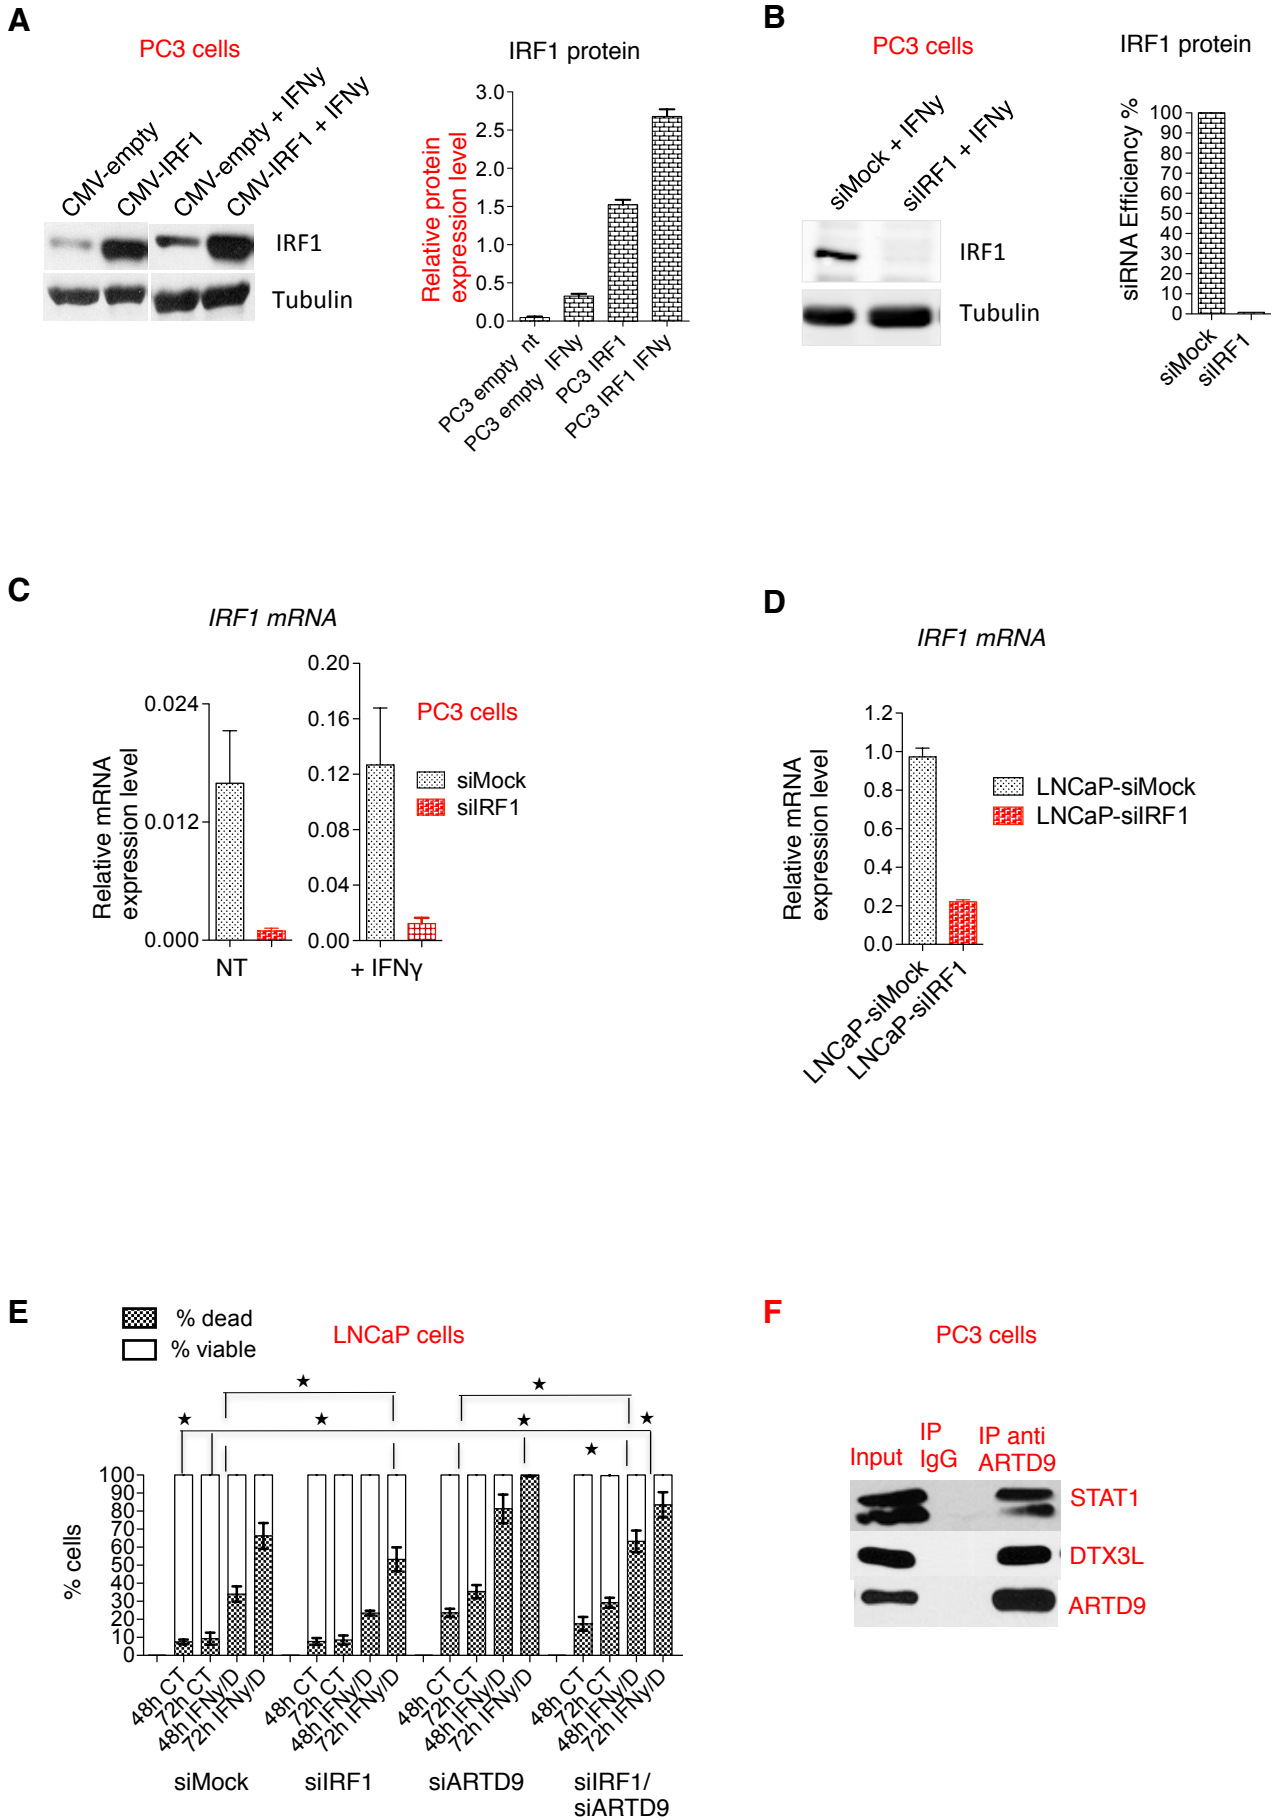 A
PC3 cells
CMV-empty
CMV-IRF1
CMV-empty + IFNγ
CMV-IRF1 + IFNγ
IRF1
Tubulin
IRF1 protein
Relative protein
expression level
3.0
2.5
2.0
1.5
1.0
0.5
0.0
PC3 empty nt
PC3 empty IFNγ
PC3 IRF1
PC3 IRF1 IFNγ
B
PC3 cells
siMock + IFNγ
siIRF1 + IFNγ
IRF1
Tubulin
IRF1 protein
siRNA Efficiency %
100
90
80
70
60
50
40
30
20
10
0
siMock
siIRF1
C
IRF1 mRNA
Relative mRNA
expression level
0.024
0.012
0.000
NT
0.20
0.16
0.12
0.08
0.04
0.00
+ IFNγ
PC3 cells
siMock
siIRF1
D
IRF1 mRNA
Relative mRNA
expression level
1.2
1.0
0.8
0.6
0.4
0.2
0.0
LNCaP-siMock
LNCaP-siIRF1
LNCaP-siMock
LNCaP-siIRF1
E
% dead
% viable
LNCaP cells
★
★
★
★
★
★
★
% cells
100
90
80
70
60
50
40
30
20
10
0
48h CT
72h CT
48h IFNγ/D
72h IFNγ/D
48h CT
72h CT
48h IFNγ/D
72h IFNγ/D
48h CT
72h CT
48h IFNγ/D
72h IFNγ/D
48h CT
72h CT
48h IFNγ/D
72h IFNγ/D
siMock
siIRF1
siARTD9
siIRF1/
siARTD9
F
PC3 cells
Input
IP
IgG
IP anti
ARTD9
STAT1
DTX3L
ARTD9